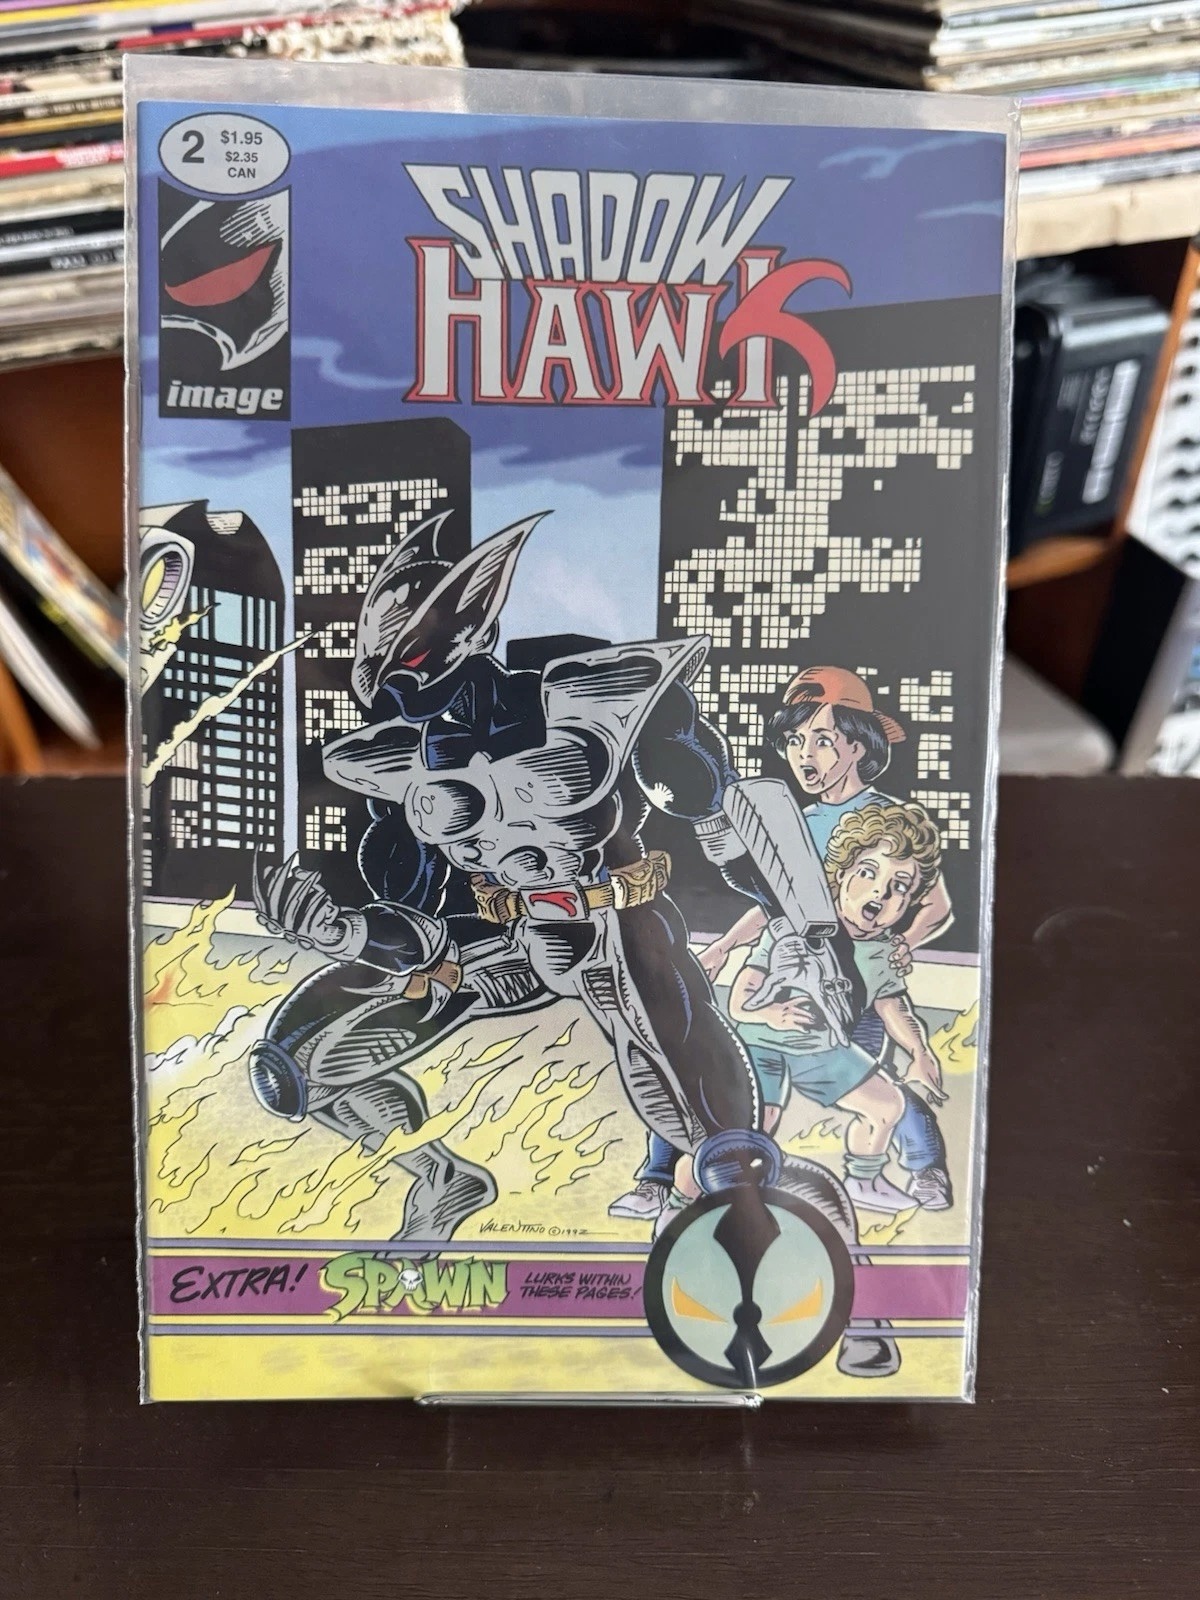 2
$1.95
$2.35
CAN
image
SHADOW
HAWK
VALENTINO © 1992
EXTRA! SPAWN LURKS WITHIN
THESE PAGES!